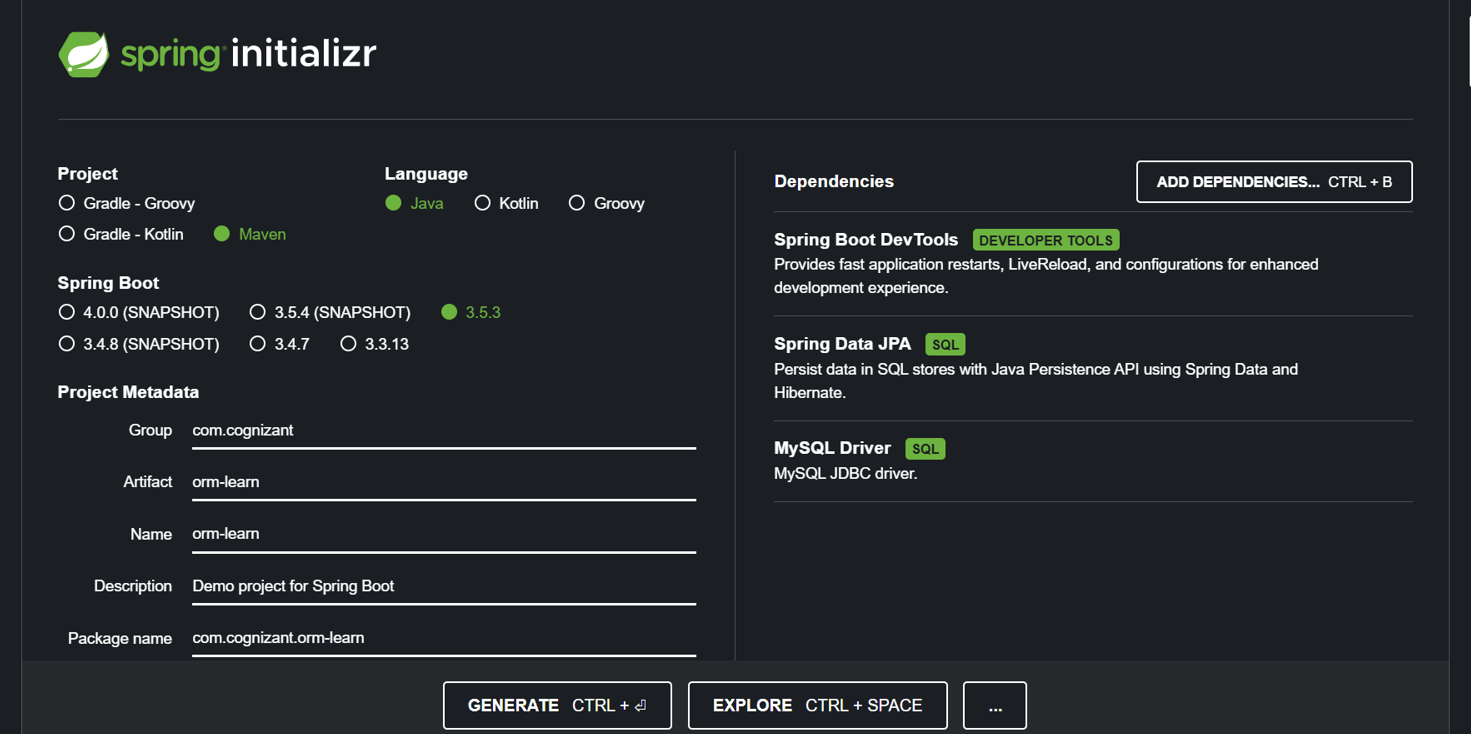 spring initializr
Project
Gradle - Groovy
Gradle - Kotlin Maven
Language
Java Kotlin Groovy
Spring Boot
4.0.0 (SNAPSHOT) 3.5.4 (SNAPSHOT) 3.5.3
3.4.8 (SNAPSHOT) 3.4.7 3.3.13
Project Metadata
Group com.cognizant
Artifact orm-learn
Name orm-learn
Description Demo project for Spring Boot
Package name com.cognizant.orm-learn
Dependencies
ADD DEPENDENCIES... CTRL + B
Spring Boot DevTools DEVELOPER TOOLS
Provides fast application restarts, LiveReload, and configurations for enhanced
development experience.
Spring Data JPA SQL
Persist data in SQL stores with Java Persistence API using Spring Data and
Hibernate.
MySQL Driver SQL
MySQL JDBC driver.
GENERATE CTRL + ⏎
EXPLORE CTRL + SPACE
...